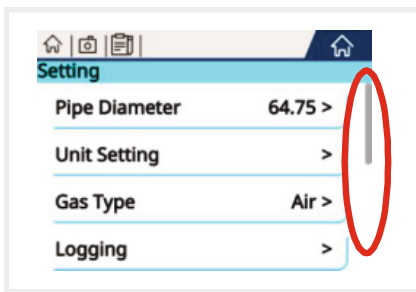 Setting
Pipe Diameter 64.75 >
Unit Setting >
Gas Type Air >
Logging >